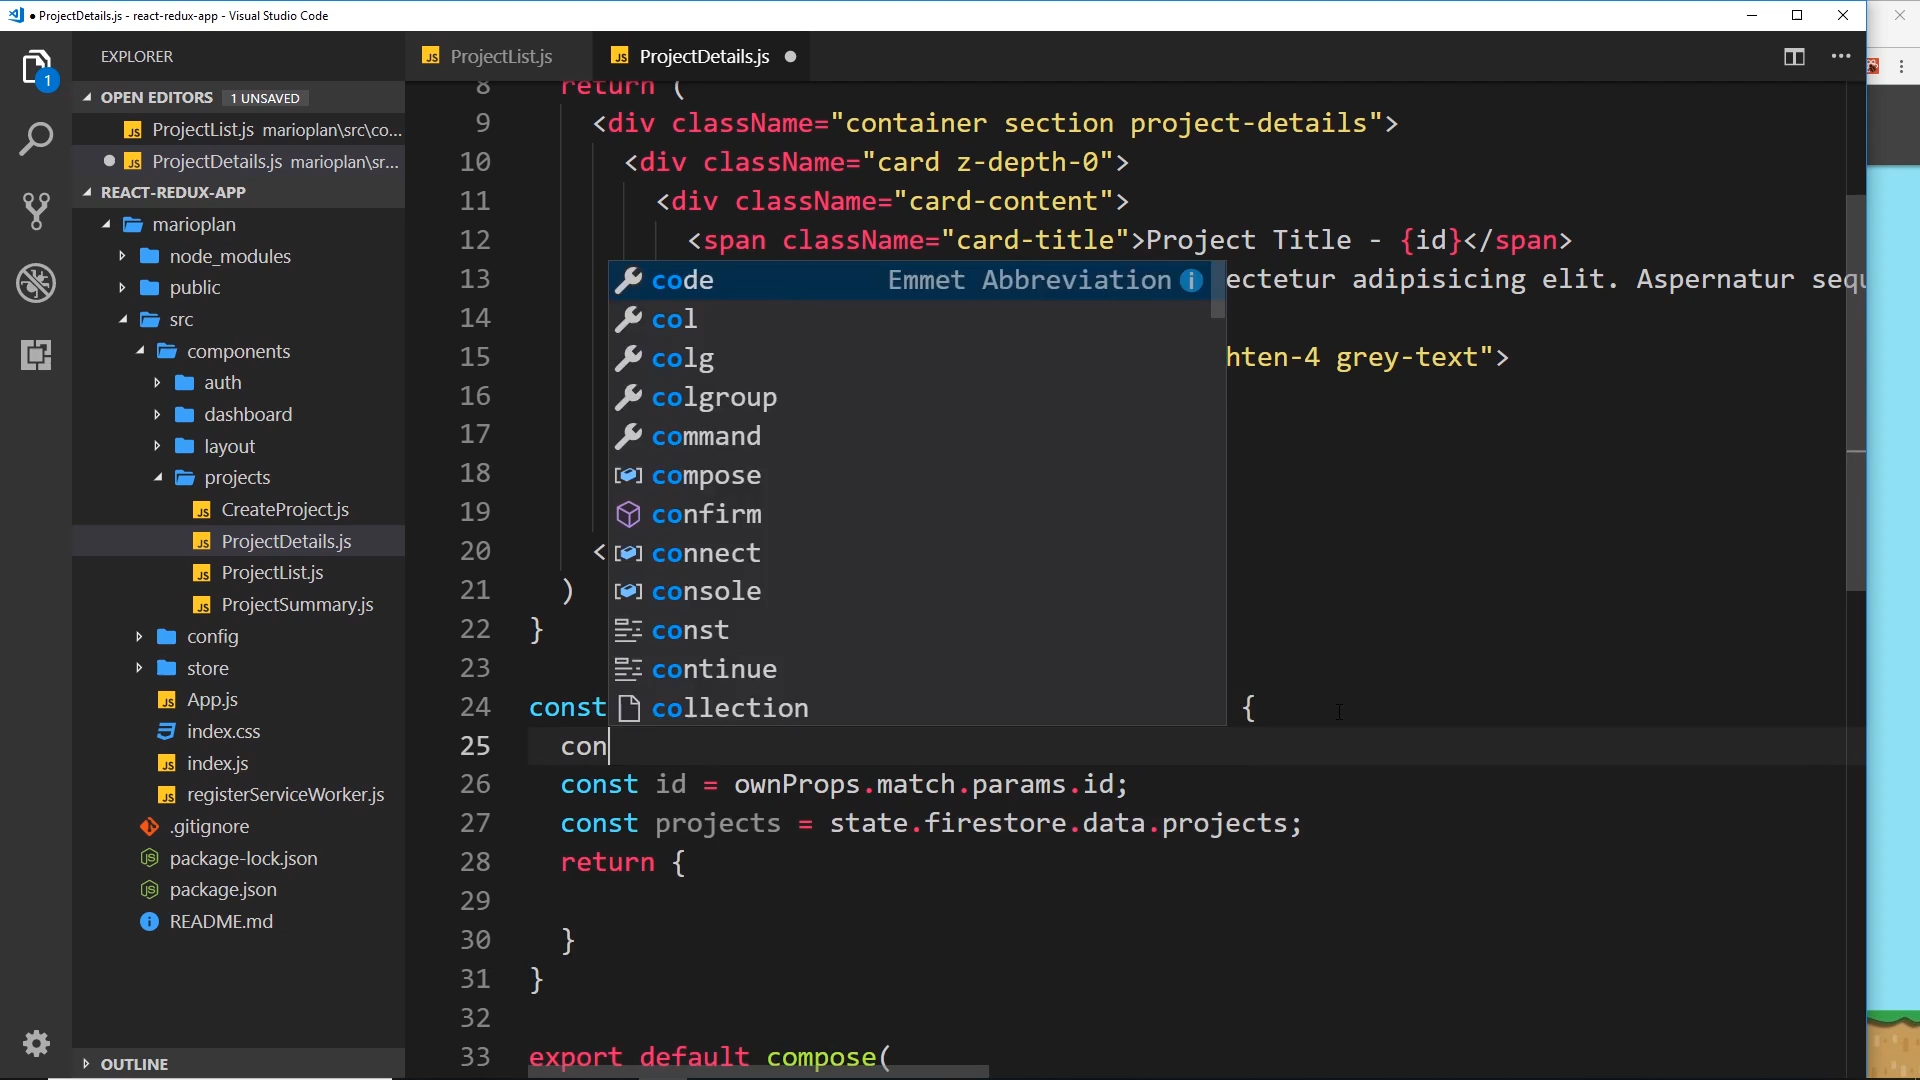 ● ProjectDetails.js - react-redux-app - Visual Studio Code
EXPLORER
OPEN EDITORS 1 UNSAVED
JS ProjectList.js marioplan\src\co...
● JS ProjectDetails.js marioplan\sr...
REACT-REDUX-APP
marioplan
node_modules
public
src
components
auth
dashboard
layout
projects
JS CreateProject.js
JS ProjectDetails.js
JS ProjectList.js
JS ProjectSummary.js
config
store
JS App.js
index.css
JS index.js
JS registerServiceWorker.js
.gitignore
package-lock.json
package.json
README.md
OUTLINE
1
JS ProjectList.js
JS ProjectDetails.js ●
8 return (
9 <div className="container section project-details">
10 <div className="card z-depth-0">
11 <div className="card-content">
12 <span className="card-title">Project Title - {id}</span>
13 ectetur adipisicing elit. Aspernatur sequ
14
15 hten-4 grey-text">
16
17
18
19
20 <
21 )
22 }
23
24 const {
25 con
26 const id = ownProps.match.params.id;
27 const projects = state.firestore.data.projects;
28 return {
29
30 }
31 }
32
33 export default compose(
code Emmet Abbreviation
col
colg
colgroup
command
compose
confirm
connect
console
const
continue
collection